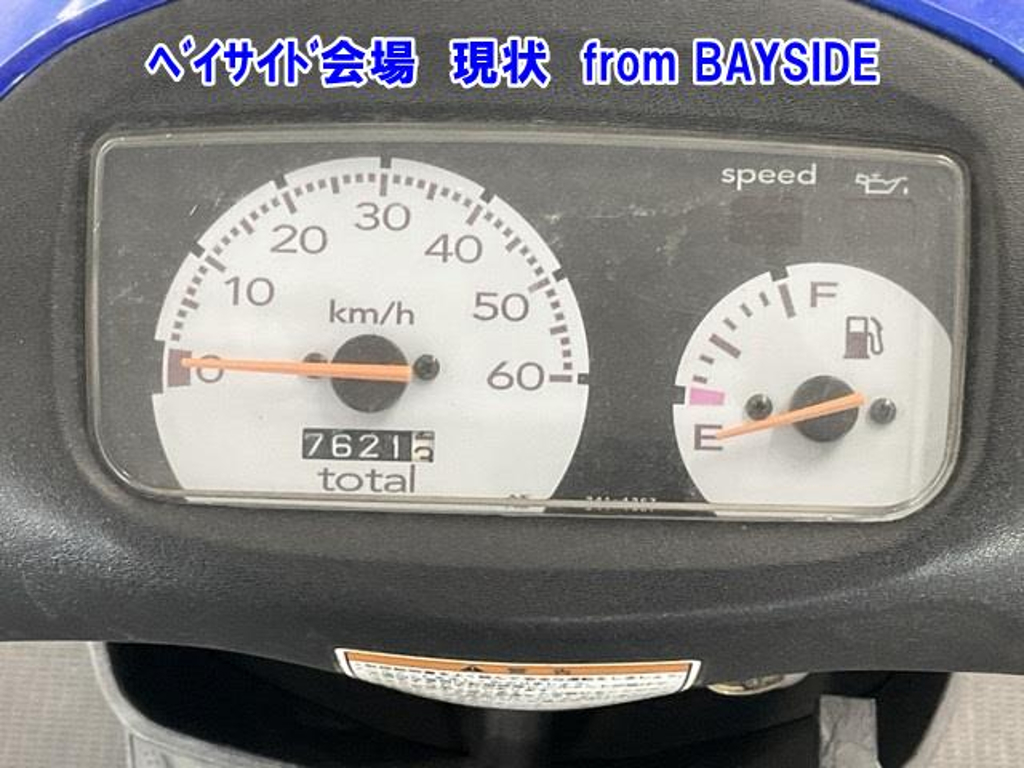 ﾍﾞｲｻｲﾄﾞ会場 現状 from BAYSIDE
speed
30
20
40
10
50
km/h
0
60
F
E
76213
total